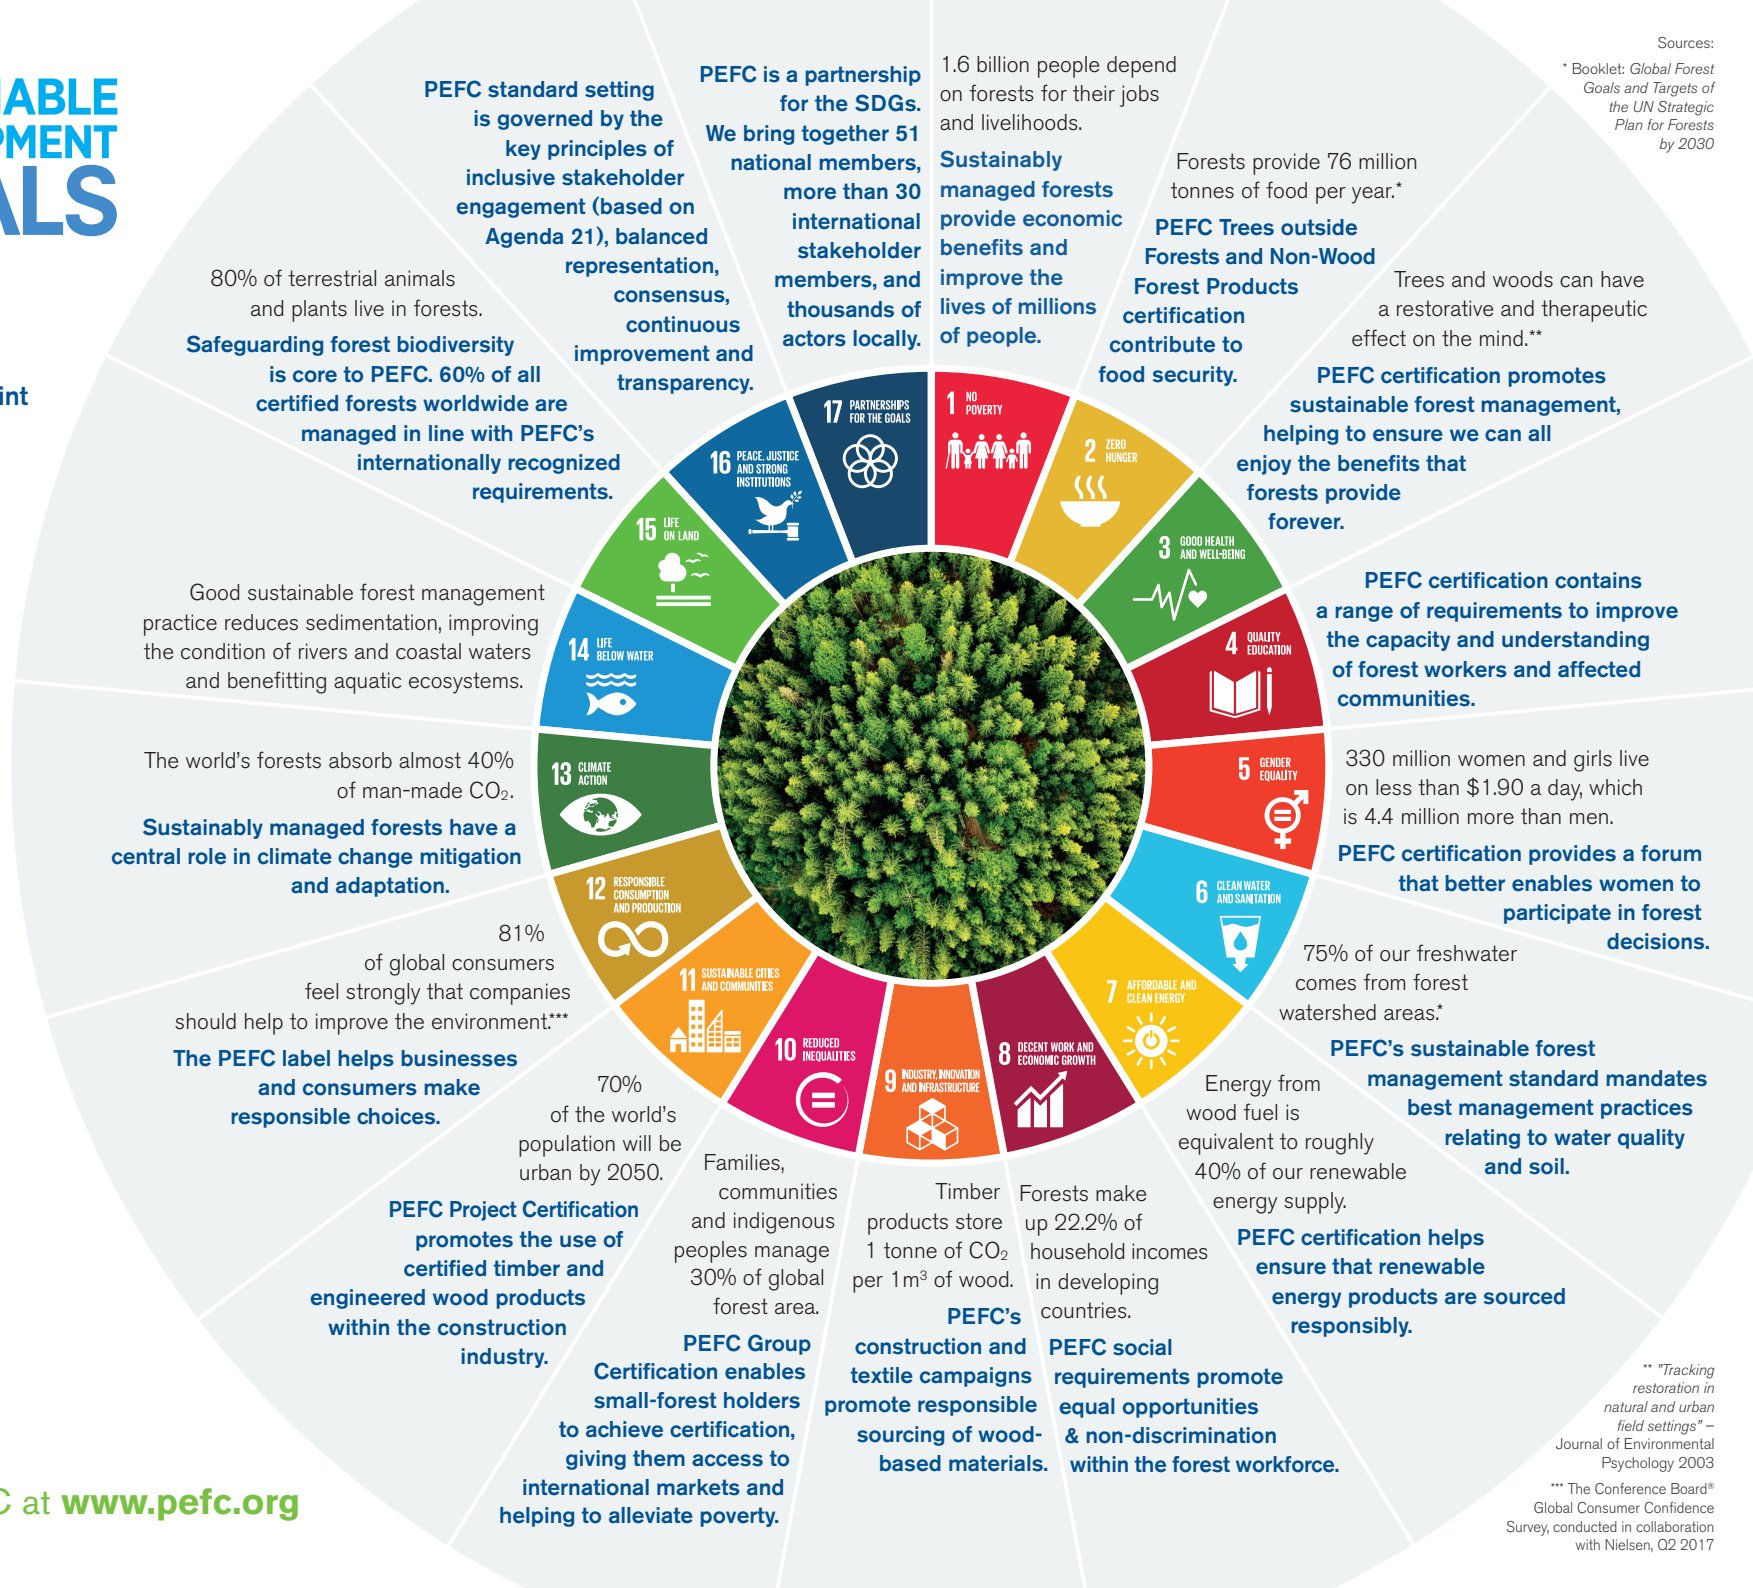 ABLE
PMENT
ALS
int
C at www.pefc.org
Sources:
* Booklet: Global Forest
Goals and Targets of
the UN Strategic
Plan for Forests
by 2030
1.6 billion people depend
on forests for their jobs
and livelihoods.
Sustainably
managed forests
provide economic
benefits and
improve the
lives of millions
of people.
Forests provide 76 million
tonnes of food per year.*
PEFC Trees outside
Forests and Non-Wood
Forest Products
certification
contribute to
food security.
Trees and woods can have
a restorative and therapeutic
effect on the mind.**
PEFC certification promotes
sustainable forest management,
helping to ensure we can all
enjoy the benefits that
forests provide
forever.
PEFC certification contains
a range of requirements to improve
the capacity and understanding
of forest workers and affected
communities.
330 million women and girls live
on less than $1.90 a day, which
is 4.4 million more than men.
PEFC certification provides a forum
that better enables women to
participate in forest
decisions.
75% of our freshwater
comes from forest
watershed areas.*
PEFC's sustainable forest
management standard mandates
best management practices
relating to water quality
and soil.
Energy from
wood fuel is
equivalent to roughly
40% of our renewable
energy supply.
PEFC certification helps
ensure that renewable
energy products are sourced
responsibly.
Forests make
up 22.2% of
household incomes
in developing
countries.
PEFC social
requirements promote
equal opportunities
& non-discrimination
within the forest workforce.
Timber
products store
1 tonne of CO₂
per 1m³ of wood.
PEFC's
construction and
textile campaigns
promote responsible
sourcing of wood-
based materials.
Families,
communities
and indigenous
peoples manage
30% of global
forest area.
PEFC Group
Certification enables
small-forest holders
to achieve certification,
giving them access to
international markets and
helping to alleviate poverty.
70%
of the world's
population will be
urban by 2050.
PEFC Project Certification
promotes the use of
certified timber and
engineered wood products
within the construction
industry.
81%
of global consumers
feel strongly that companies
should help to improve the environment.***
The PEFC label helps businesses
and consumers make
responsible choices.
The world's forests absorb almost 40%
of man-made CO₂.
Sustainably managed forests have a
central role in climate change mitigation
and adaptation.
Good sustainable forest management
practice reduces sedimentation, improving
the condition of rivers and coastal waters
and benefitting aquatic ecosystems.
80% of terrestrial animals
and plants live in forests.
Safeguarding forest biodiversity
is core to PEFC. 60% of all
certified forests worldwide are
managed in line with PEFC's
internationally recognized
requirements.
PEFC standard setting
is governed by the
key principles of
inclusive stakeholder
engagement (based on
Agenda 21), balanced
representation,
consensus,
continuous
improvement and
transparency.
PEFC is a partnership
for the SDGs.
We bring together 51
national members,
more than 30
international
stakeholder
members, and
thousands of
actors locally.
1 NO
POVERTY
2 ZERO
HUNGER
3 GOOD HEALTH
AND WELL-BEING
4 QUALITY
EDUCATION
5 GENDER
EQUALITY
6 CLEAN WATER
AND SANITATION
7 AFFORDABLE AND
CLEAN ENERGY
8 DECENT WORK AND
ECONOMIC GROWTH
9 INDUSTRY, INNOVATION
AND INFRASTRUCTURE
10 REDUCED
INEQUALITIES
11 SUSTAINABLE CITIES
AND COMMUNITIES
12 RESPONSIBLE
CONSUMPTION
AND PRODUCTION
13 CLIMATE
ACTION
14 LIFE
BELOW WATER
15 LIFE
ON LAND
16 PEACE, JUSTICE
AND STRONG
INSTITUTIONS
17 PARTNERSHIPS
FOR THE GOALS
** "Tracking
restoration in
natural and urban
field settings" –
Journal of Environmental
Psychology 2003
*** The Conference Board®
Global Consumer Confidence
Survey, conducted in collaboration
with Nielsen, Q2 2017